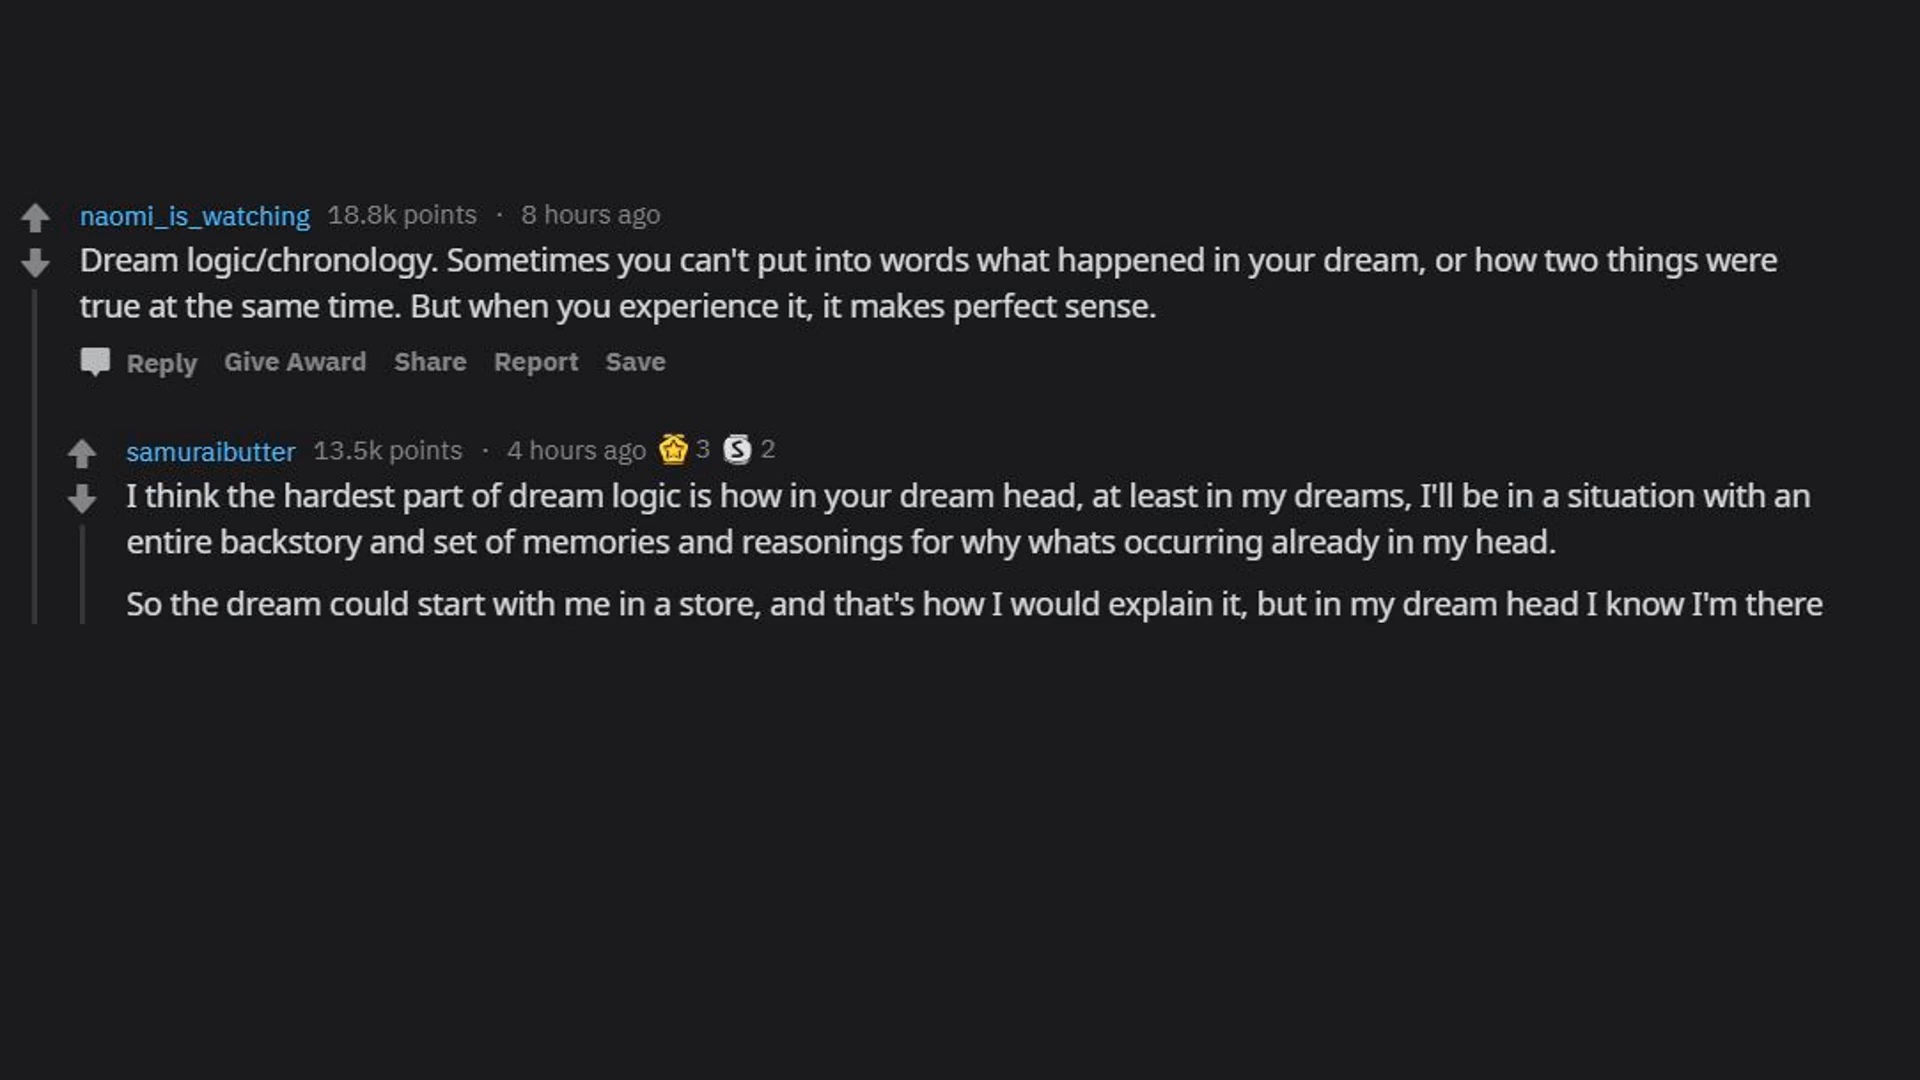 naomi_is_watching 18.8k points · 8 hours ago
Dream logic/chronology. Sometimes you can't put into words what happened in your dream, or how two things were
true at the same time. But when you experience it, it makes perfect sense.
Reply Give Award Share Report Save
samuraibutter 13.5k points · 4 hours ago 3 S 2
I think the hardest part of dream logic is how in your dream head, at least in my dreams, I'll be in a situation with an
entire backstory and set of memories and reasonings for why whats occurring already in my head.
So the dream could start with me in a store, and that's how I would explain it, but in my dream head I know I'm there